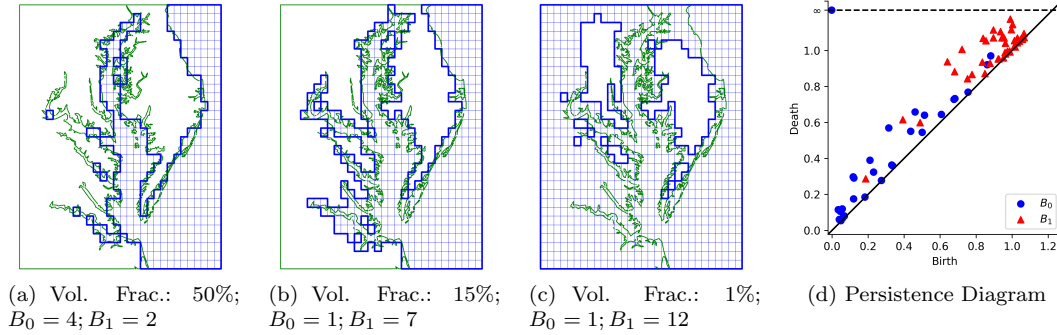 ∞
1.0
0.8
0.6
0.4
0.2
0.0
Death
0.0 0.2 0.4 0.6 0.8 1.0 1.2
Birth
B₀
B₁
(a) Vol. Frac.: 50%;
B₀ = 4; B₁ = 2
(b) Vol. Frac.: 15%;
B₀ = 1; B₁ = 7
(c) Vol. Frac.: 1%;
B₀ = 1; B₁ = 12
(d) Persistence Diagram